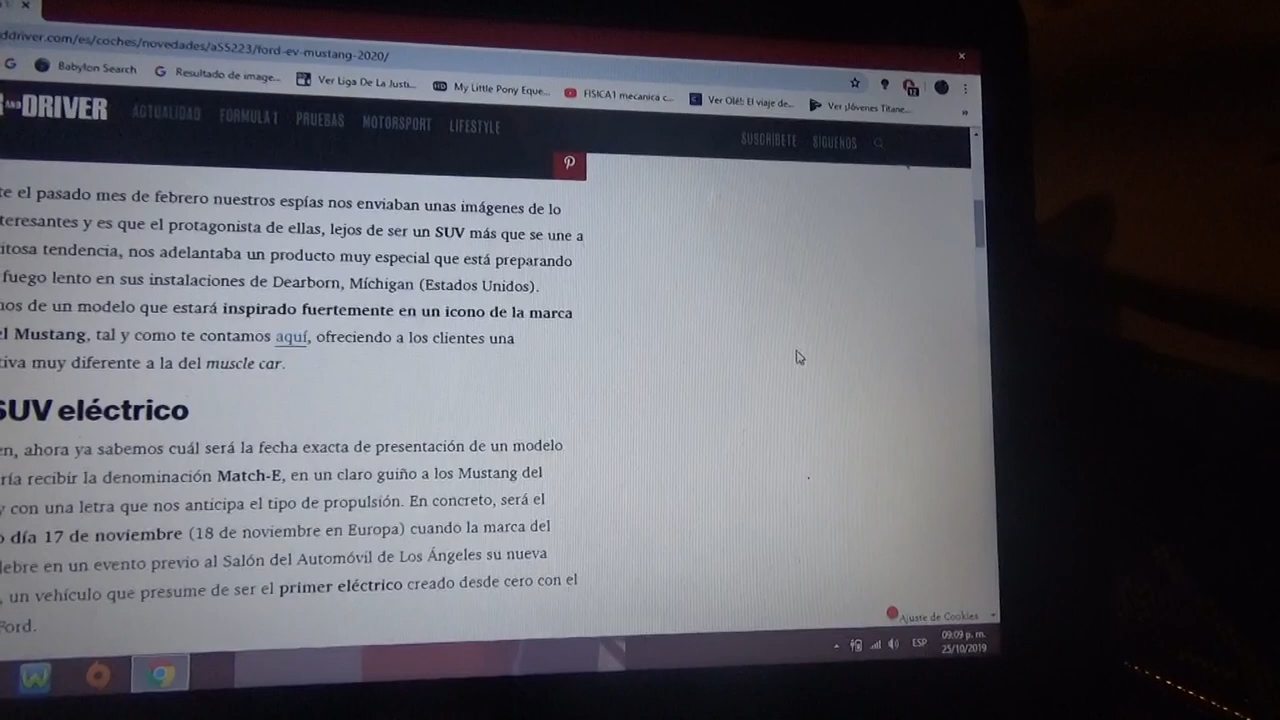 ddriver.com/es/coches/novedades/a55223/ford-ev-mustang-2020/
Babylon Search
Resultado de image...
Ver Liga De La Justi...
My Little Pony Eque...
FISICA1 mecanica c...
Ver Olé!: El viaje de...
Ver ¡Jóvenes Titane...
»
R AND DRIVER
ACTUALIDAD
FORMULA 1
PRUEBAS
MOTORSPORT
LIFESTYLE
SUSCRÍBETE
SÍGUENOS
te el pasado mes de febrero nuestros espías nos enviaban unas imágenes de lo
teresantes y es que el protagonista de ellas, lejos de ser un SUV más que se une a
itosa tendencia, nos adelantaba un producto muy especial que está preparando
fuego lento en sus instalaciones de Dearborn, Míchigan (Estados Unidos).
nos de un modelo que estará inspirado fuertemente en un icono de la marca
el Mustang, tal y como te contamos aquí, ofreciendo a los clientes una
tiva muy diferente a la del muscle car.
SUV eléctrico
en, ahora ya sabemos cuál será la fecha exacta de presentación de un modelo
ría recibir la denominación Match-E, en un claro guiño a los Mustang del
y con una letra que nos anticipa el tipo de propulsión. En concreto, será el
o día 17 de noviembre (18 de noviembre en Europa) cuando la marca del
lebre en un evento previo al Salón del Automóvil de Los Ángeles su nueva
, un vehículo que presume de ser el primer eléctrico creado desde cero con el
Ford.
Ajuste de Cookies
ESP
09:09 p. m.
25/10/2019